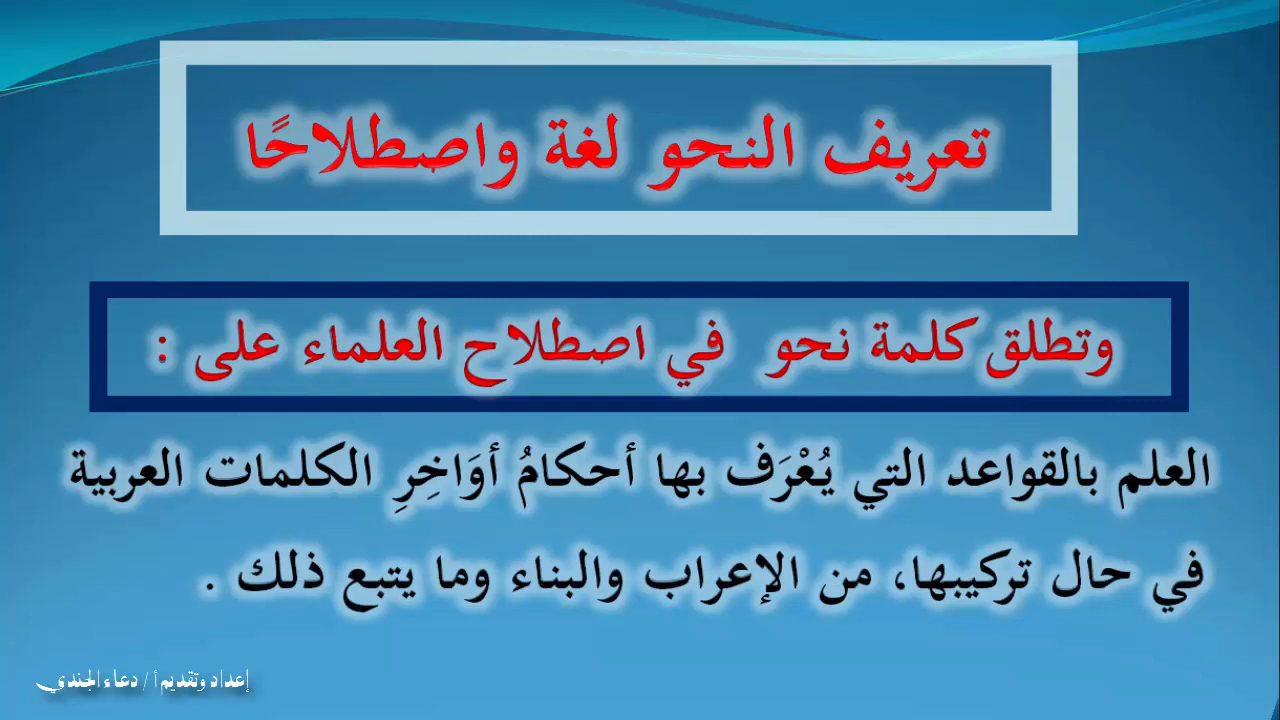 تعريف النحو لغة واصطلاحًا
وتطلق كلمة نحو في اصطلاح العلماء على :
العلم بالقواعد التي يُعْرَف بها أحكامُ أوَاخِرِ الكلمات العربية
في حال تركيبها، من الإعراب والبناء وما يتبع ذلك .
إعداد وتقديم أ / دعاء الجندي